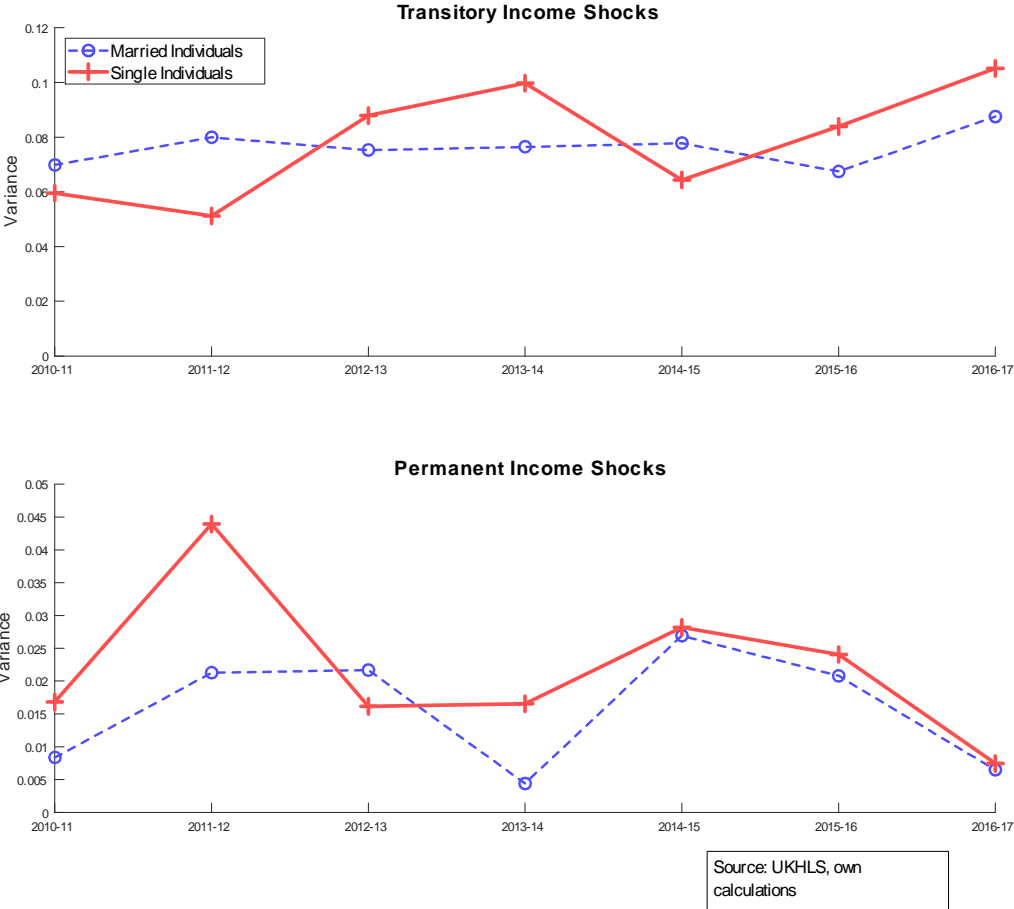 Transitory Income Shocks
0.12
0.1
0.08
0.06
0.04
0.02
0
Variance
Married Individuals
Single Individuals
2010-11 2011-12 2012-13 2013-14 2014-15 2015-16 2016-17
Permanent Income Shocks
0.05
0.045
0.04
0.035
0.03
0.025
0.02
0.015
0.01
0.005
0
Variance
2010-11 2011-12 2012-13 2013-14 2014-15 2015-16 2016-17
Source: UKHLS, own
calculations